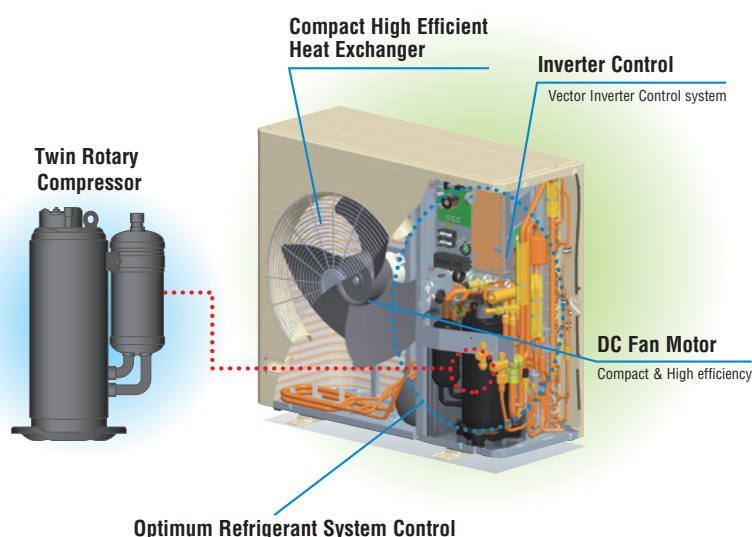 Compact High Efficient
Heat Exchanger
Inverter Control
Vector Inverter Control system
Twin Rotary
Compressor
DC Fan Motor
Compact & High efficiency
Optimum Refrigerant System Control